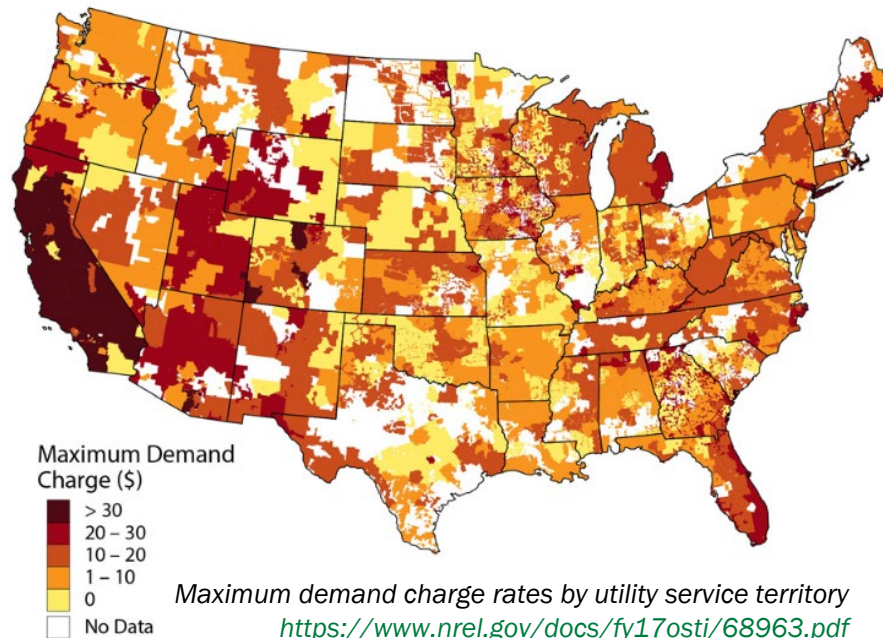 Maximum Demand
Charge ($)
> 30
20 – 30
10 – 20
1 – 10
0
No Data
Maximum demand charge rates by utility service territory
https://www.nrel.gov/docs/fy17osti/68963.pdf